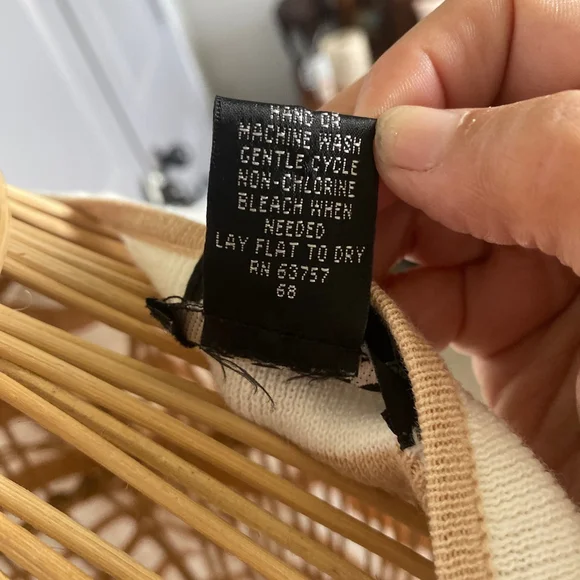 HAND OR
MACHINE WASH
GENTLE CYCLE
NON-CHLORINE
BLEACH WHEN
NEEDED
LAY FLAT TO DRY
RN 63757
68